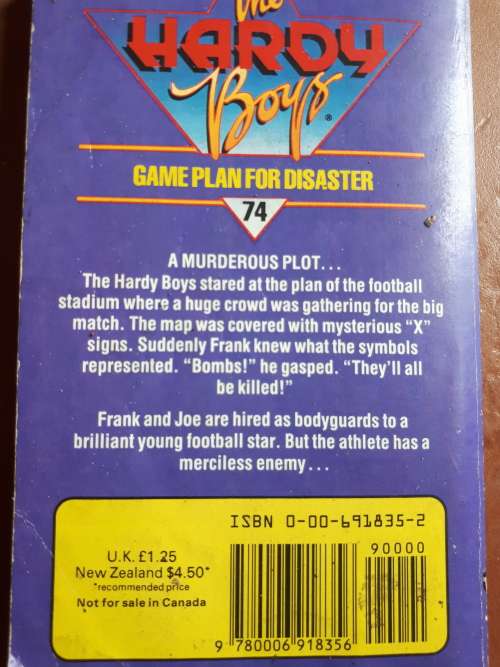 The
HARDY
Boys®
GAME PLAN FOR DISASTER
74
A MURDEROUS PLOT...
The Hardy Boys stared at the plan of the football
stadium where a huge crowd was gathering for the big
match. The map was covered with mysterious “X”
signs. Suddenly Frank knew what the symbols
represented. “Bombs!” he gasped. “They’ll all
be killed!”
Frank and Joe are hired as bodyguards to a
brilliant young football star. But the athlete has a
merciless enemy...
ISBN 0-00-691835-2
90000
U.K. £1.25
New Zealand $4.50*
*recommended price
Not for sale in Canada
9 780006 918356